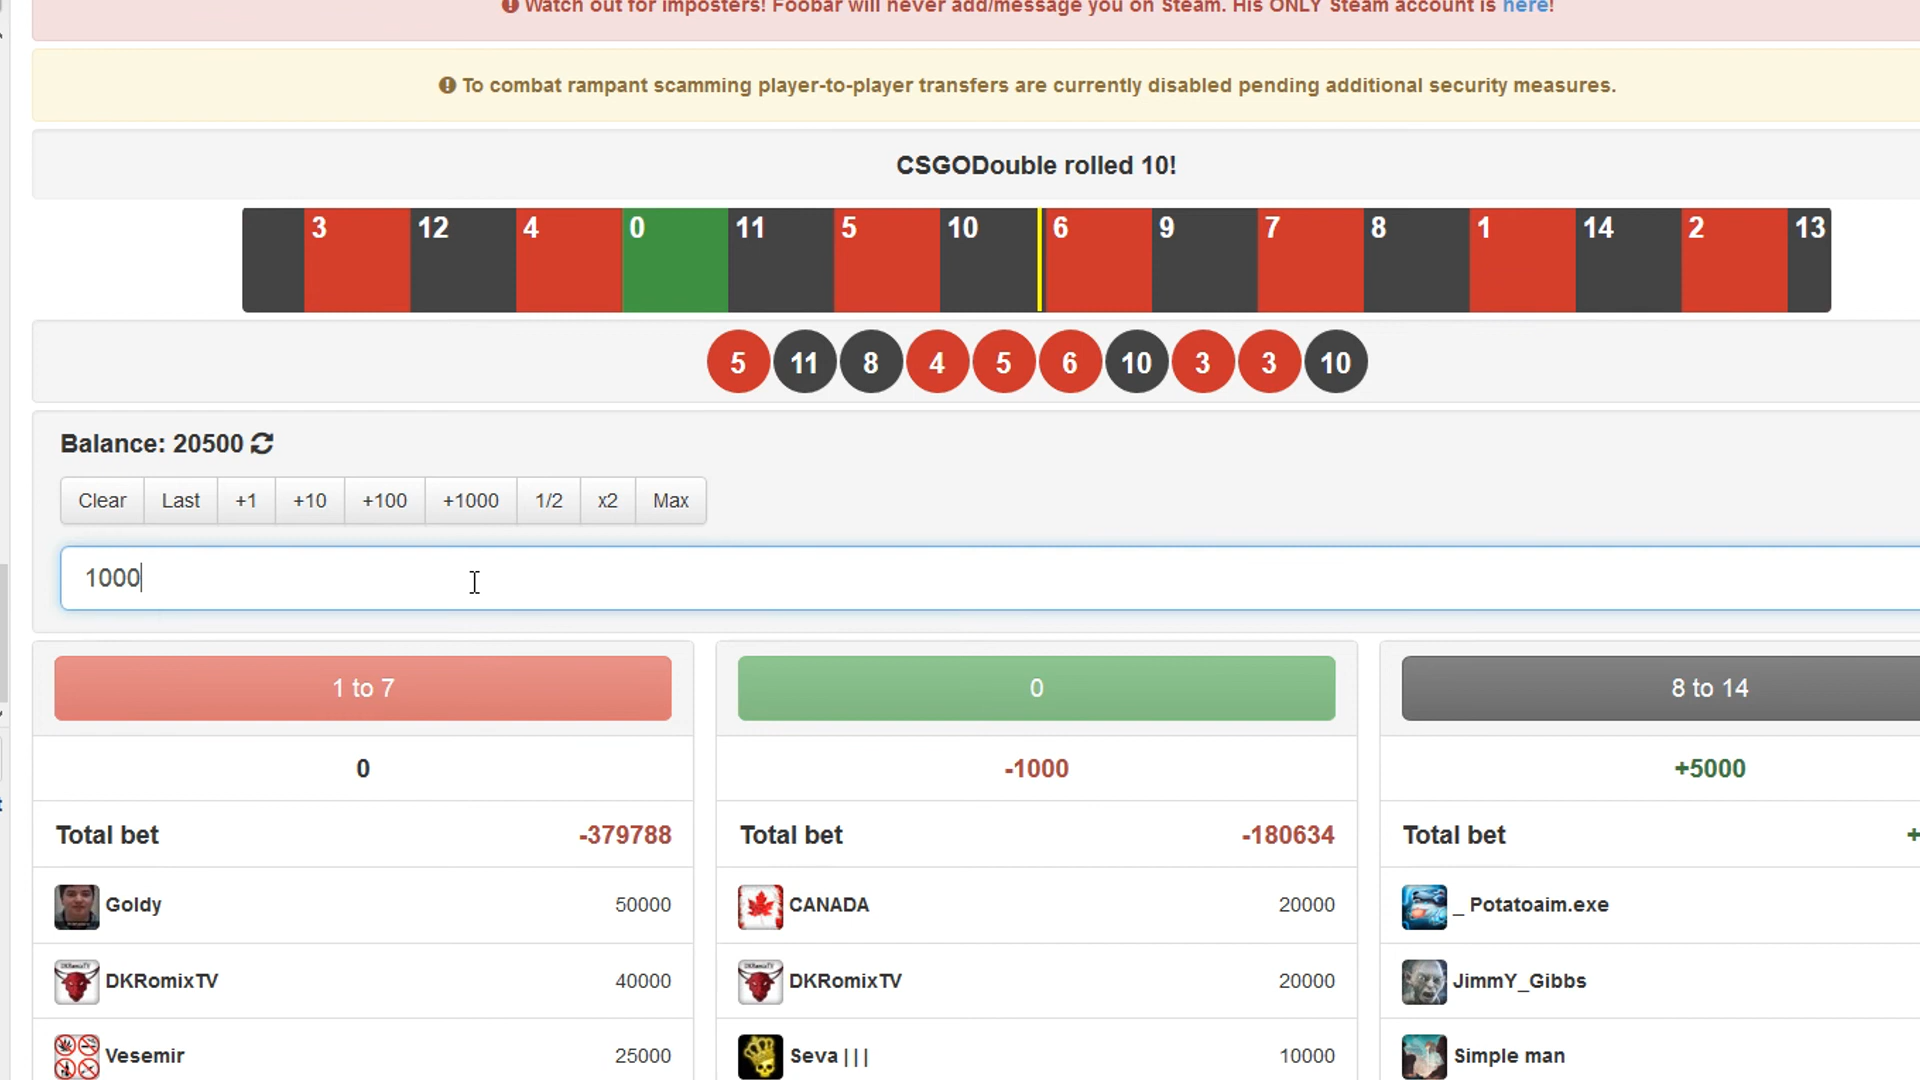 Watch out for imposters! Foobar will never add/message you on Steam. His ONLY Steam account is here!
To combat rampant scamming player-to-player transfers are currently disabled pending additional security measures.
CSGODouble rolled 10!
3 12 4 0 11 5 10 6 9 7 8 1 14 2 13
5 11 8 4 5 6 10 3 3 10
Balance: 20500
Clear Last +1 +10 +100 +1000 1/2 x2 Max
1000
1 to 7 0 8 to 14
0 -1000 +5000
Total bet -379788 Total bet -180634 Total bet +
Goldy 50000 CANADA 20000 _ Potatoaim.exe
DKRomixTV 40000 DKRomixTV 20000 JimmY_Gibbs
Vesemir 25000 Seva | | | 10000 Simple man